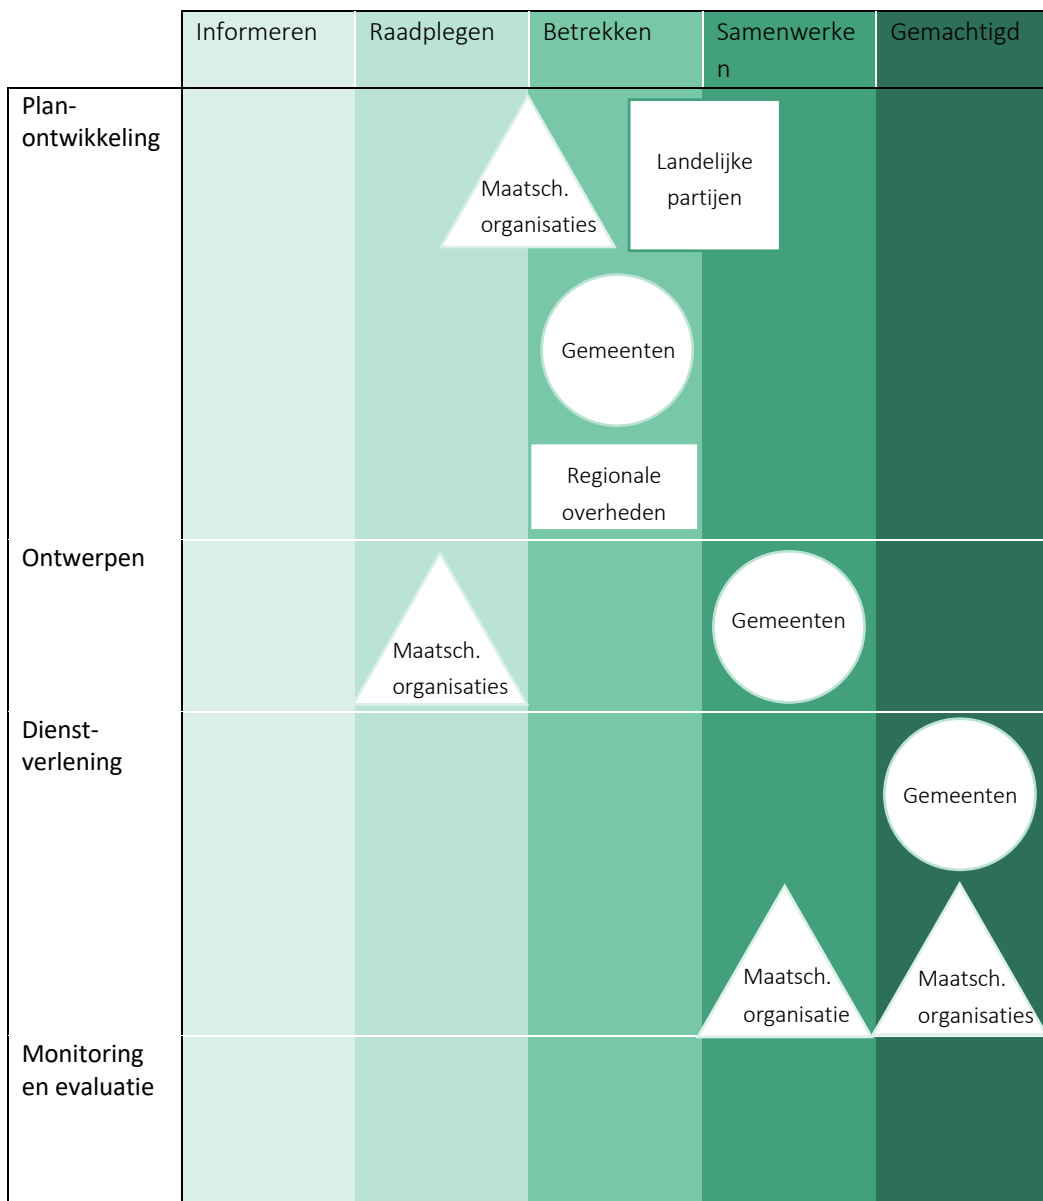 Informeren
Raadplegen
Betrekken
Samenwerke
n
Gemachtigd
Plan-
ontwikkeling
Maatsch.
organisaties
Landelijke
partijen
Gemeenten
Regionale
overheden
Ontwerpen
Maatsch.
organisaties
Gemeenten
Dienst-
verlening
Gemeenten
Maatsch.
organisatie
Maatsch.
organisaties
Monitoring
en evaluatie